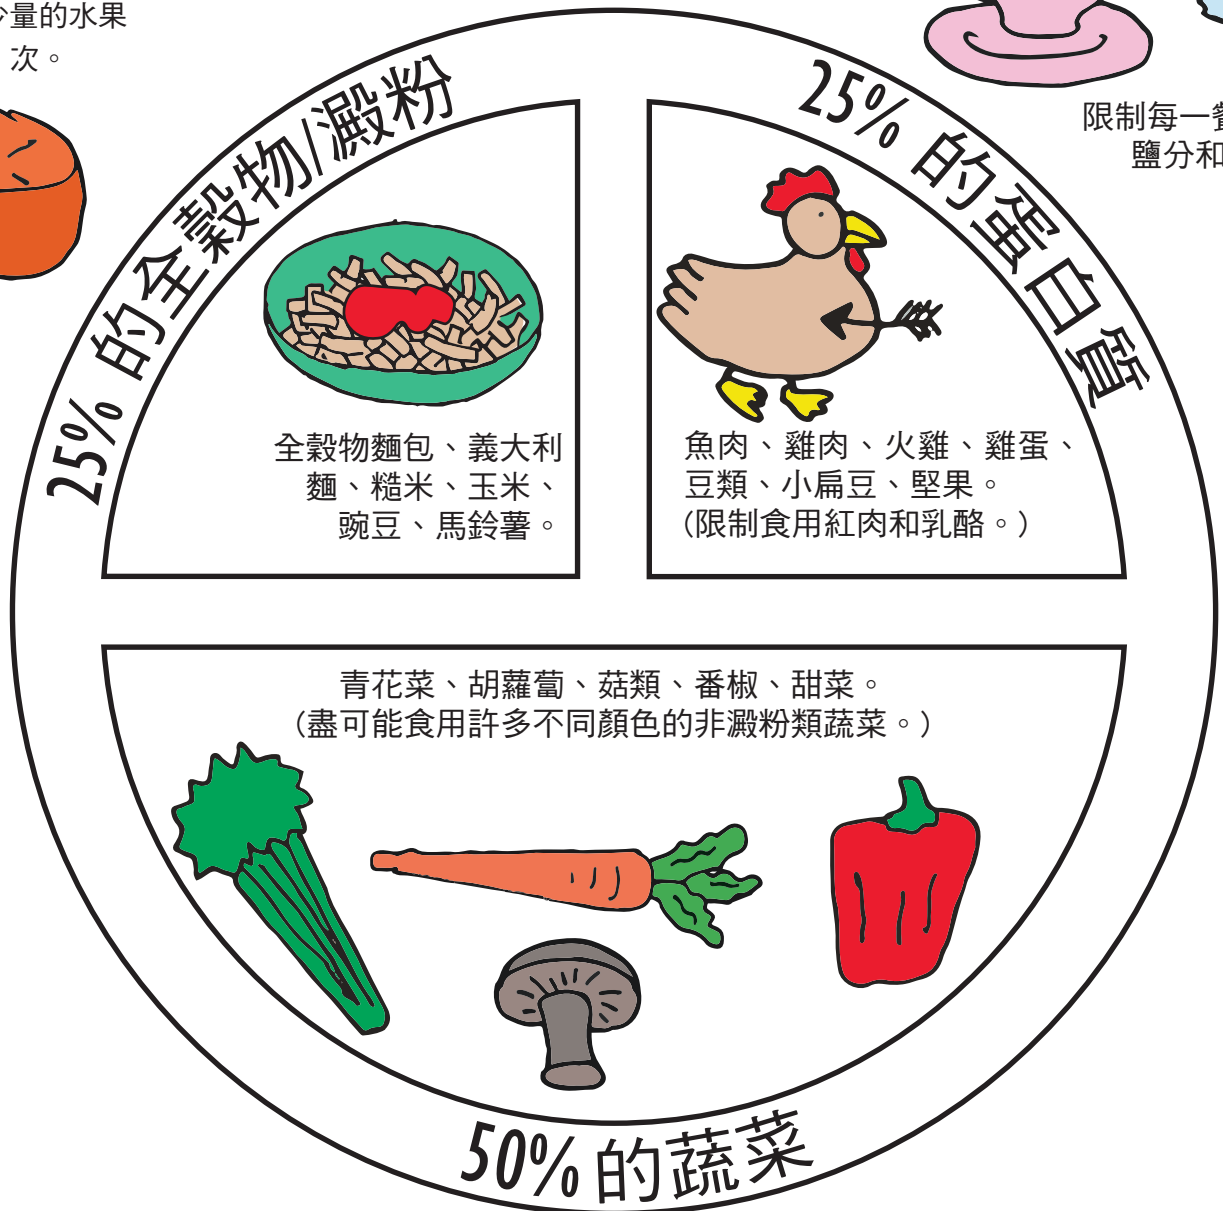 少量的水果
次。
限制每一餐
鹽分和
25% 的全穀物/澱粉
25% 的蛋白質
全穀物麵包、義大利
麵、糙米、玉米、
豌豆、馬鈴薯。
魚肉、雞肉、火雞、雞蛋、
豆類、小扁豆、堅果。
(限制食用紅肉和乳酪。)
青花菜、胡蘿蔔、菇類、番椒、甜菜。
(盡可能食用許多不同顏色的非澱粉類蔬菜。)
50% 的蔬菜